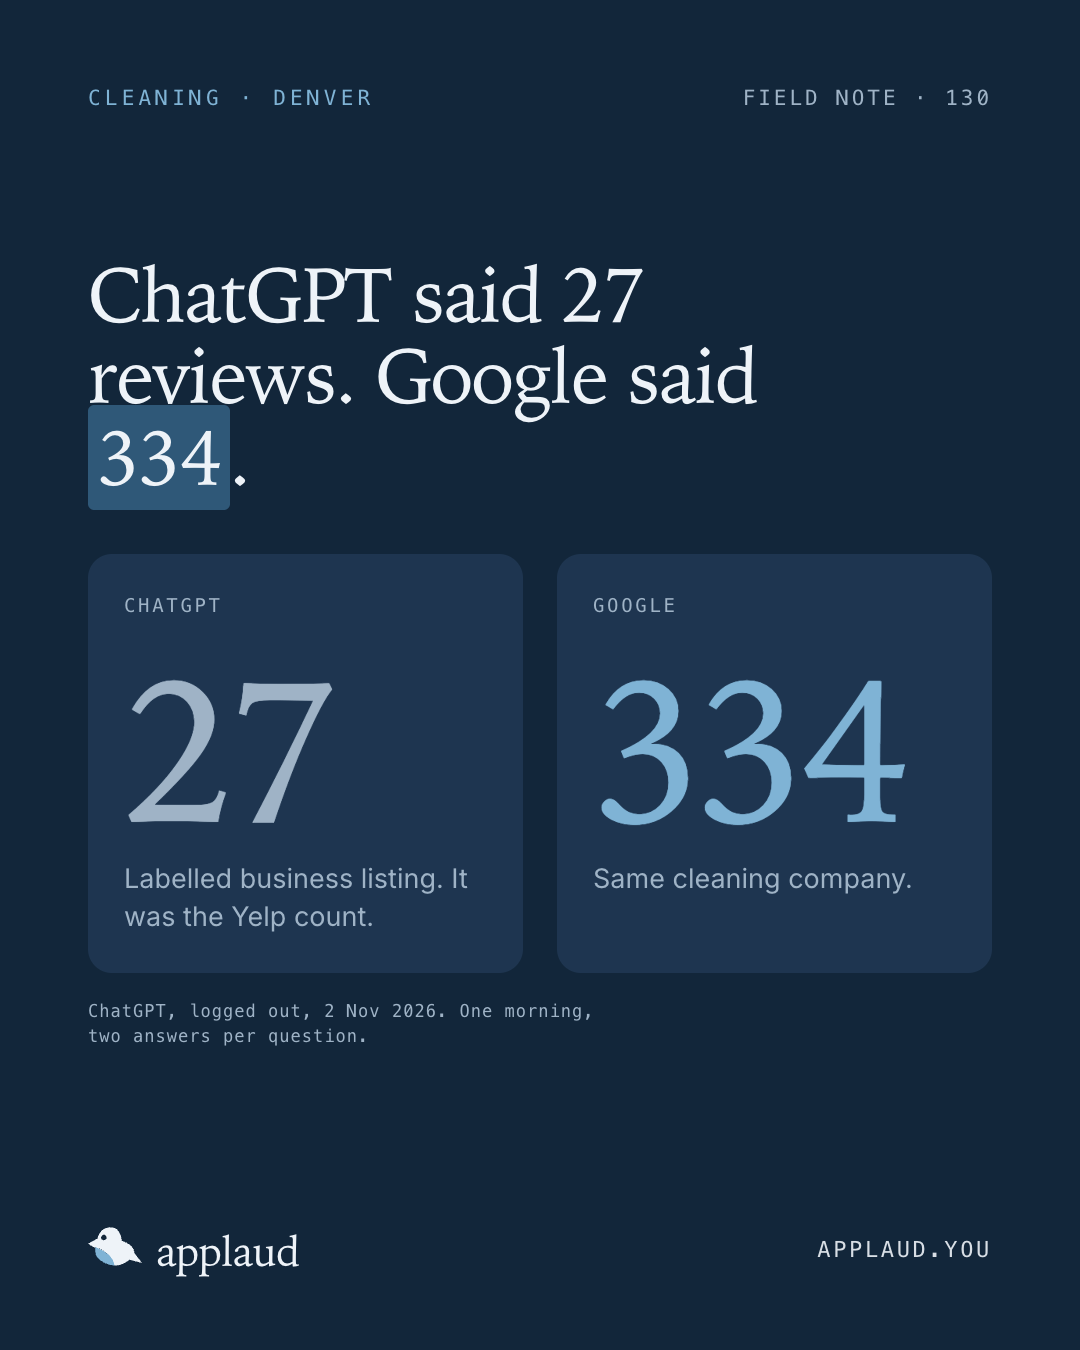 CLEANING · DENVER
FIELD NOTE · 130
ChatGPT said 27
reviews. Google said
334.
CHATGPT
27
Labelled business listing. It
was the Yelp count.
GOOGLE
334
Same cleaning company.
ChatGPT, logged out, 2 Nov 2026. One morning,
two answers per question.
applaud
APPLAUD.YOU